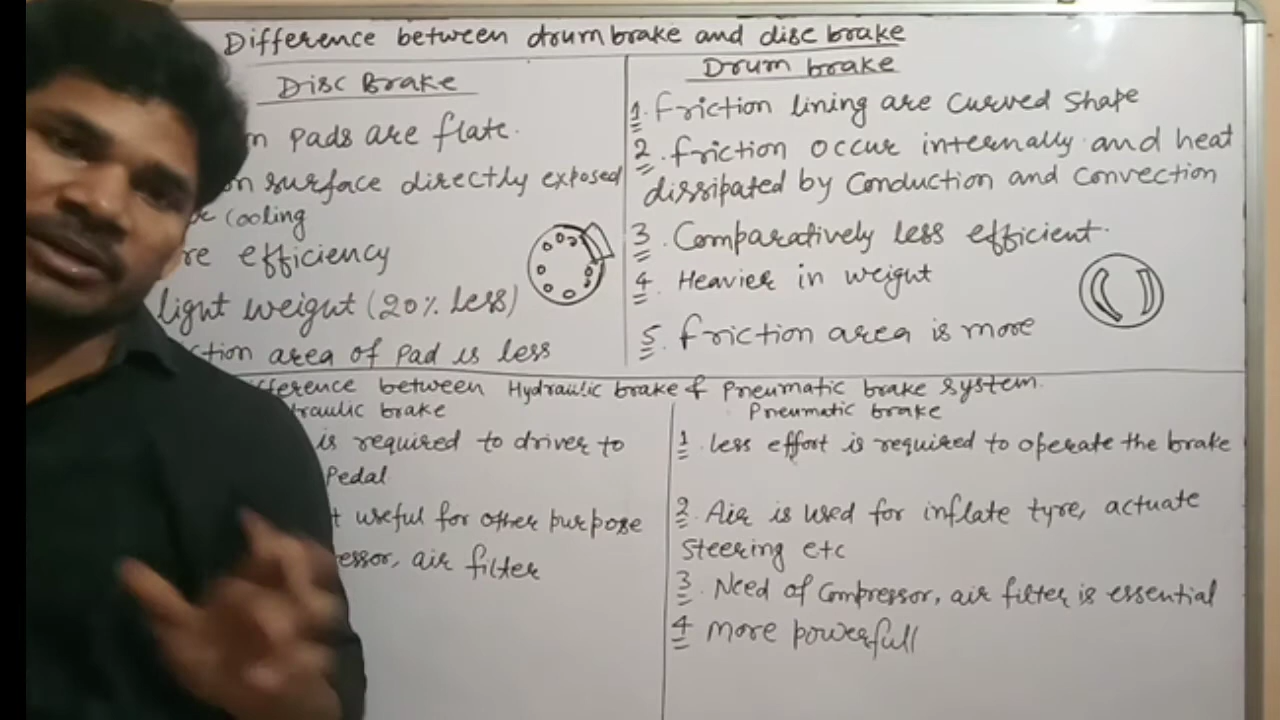 Difference between drum brake and disc brake
Disc Brake
Pads are flate.
surface directly exposed
cooling
efficiency
light weight (20% less)
area of Pad is less
Drum brake
1. friction lining are curved shape
2. friction occur internally and heat
dissipated by conduction and convection
3. Comparatively less efficient.
4. Heavier in weight
5. friction area is more
between Hydraulic brake & Pneumatic brake system.
brake
is required to driver to
Pedal
useful for other purpose
air filter
Pneumatic brake
1. less effort is required to operate the brake
2. Air is used for inflate tyre, actuate
steering etc
3. Need of compressor, air filter is essential
4 more powerfull